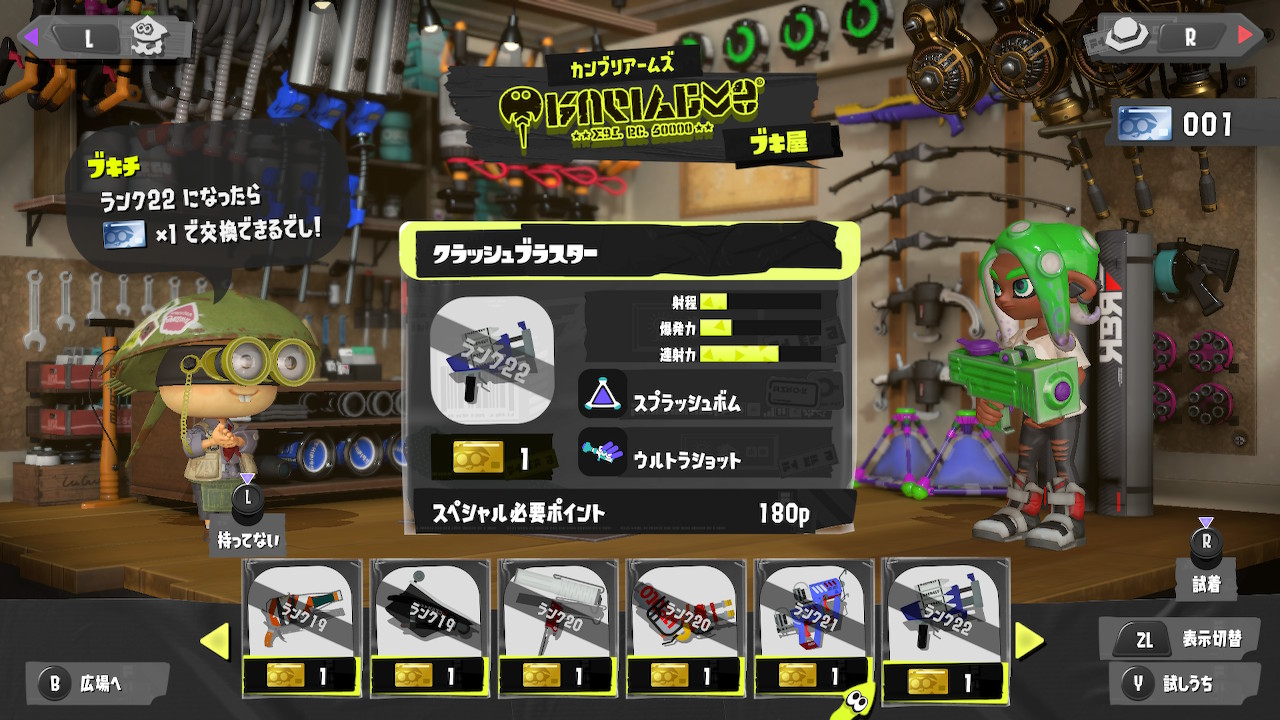 L
R
001
カンブリアームズ
ブキ屋
ブキチ
ランク22 になったら
×1 で交換できるでし!
クラッシュブラスター
ランク22
射程
爆発力
連射力
スプラッシュボム
1
ウルトラショット
スペシャル必要ポイント 180p
L
持ってない
R
試着
ランク19
ランク19
ランク20
ランク20
ランク21
ランク22
1
1
1
1
1
1
B 広場へ
ZL 表示切替
Y 試しうち